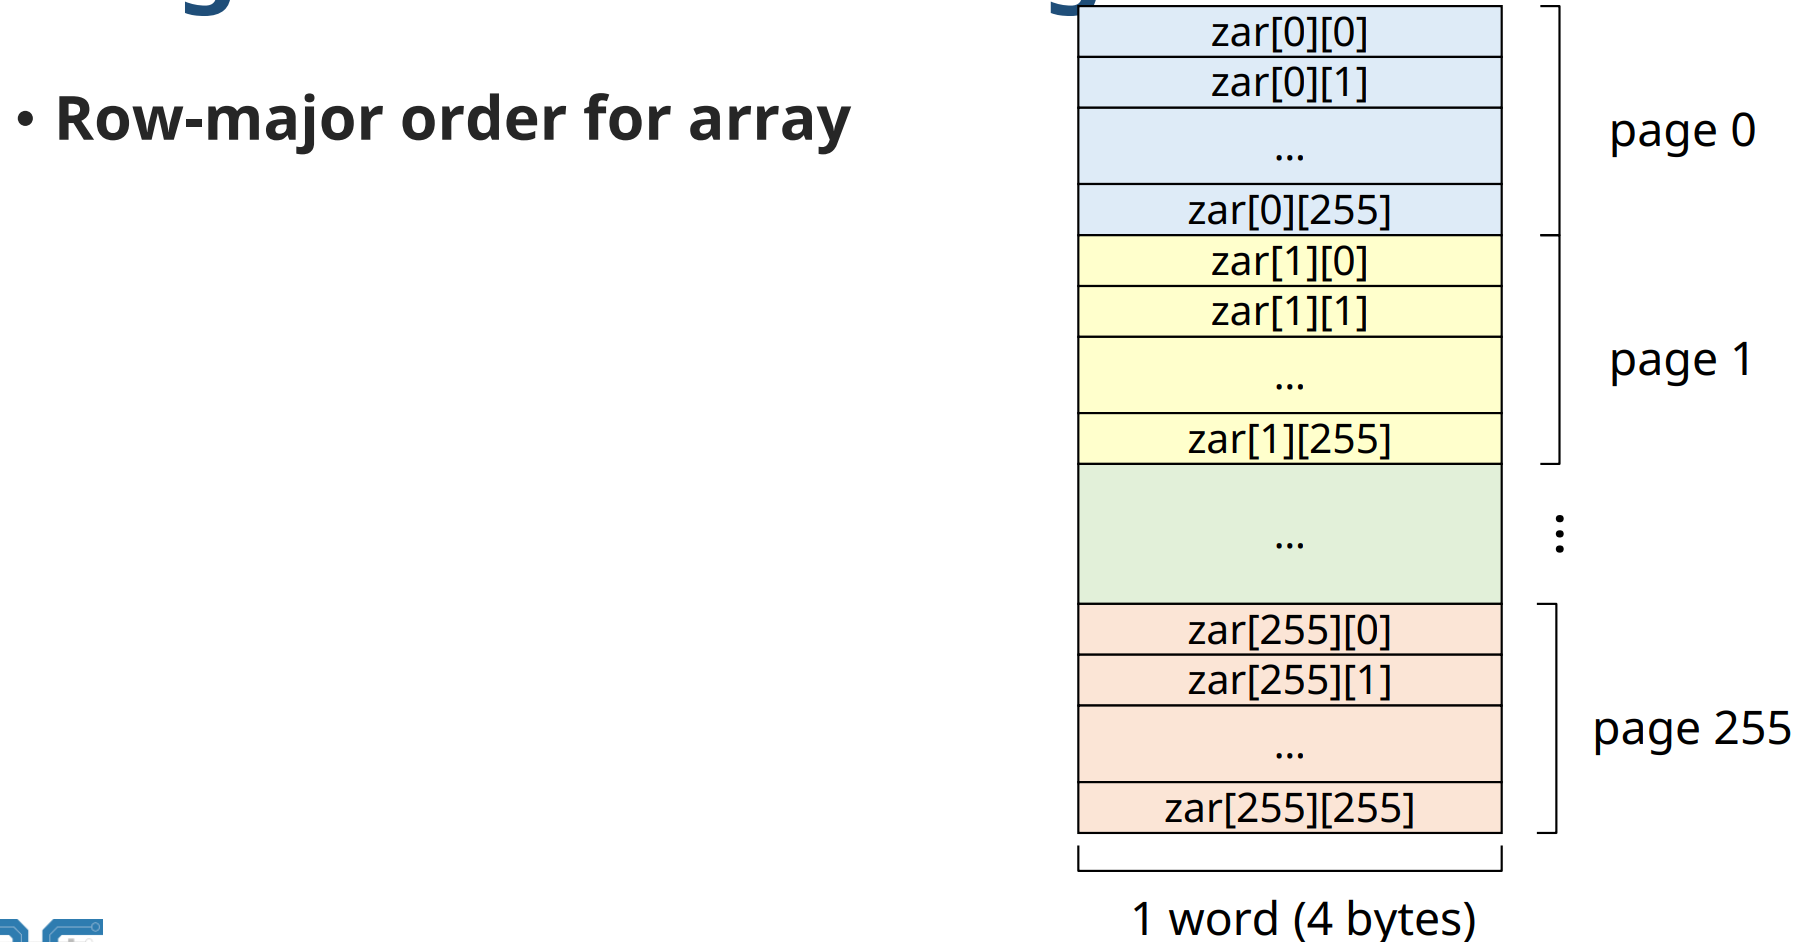 • Row-major order for array
zar[0][0]
zar[0][1]
...
zar[0][255]
page 0
zar[1][0]
zar[1][1]
...
zar[1][255]
page 1
...
⋮
zar[255][0]
zar[255][1]
...
zar[255][255]
page 255
1 word (4 bytes)